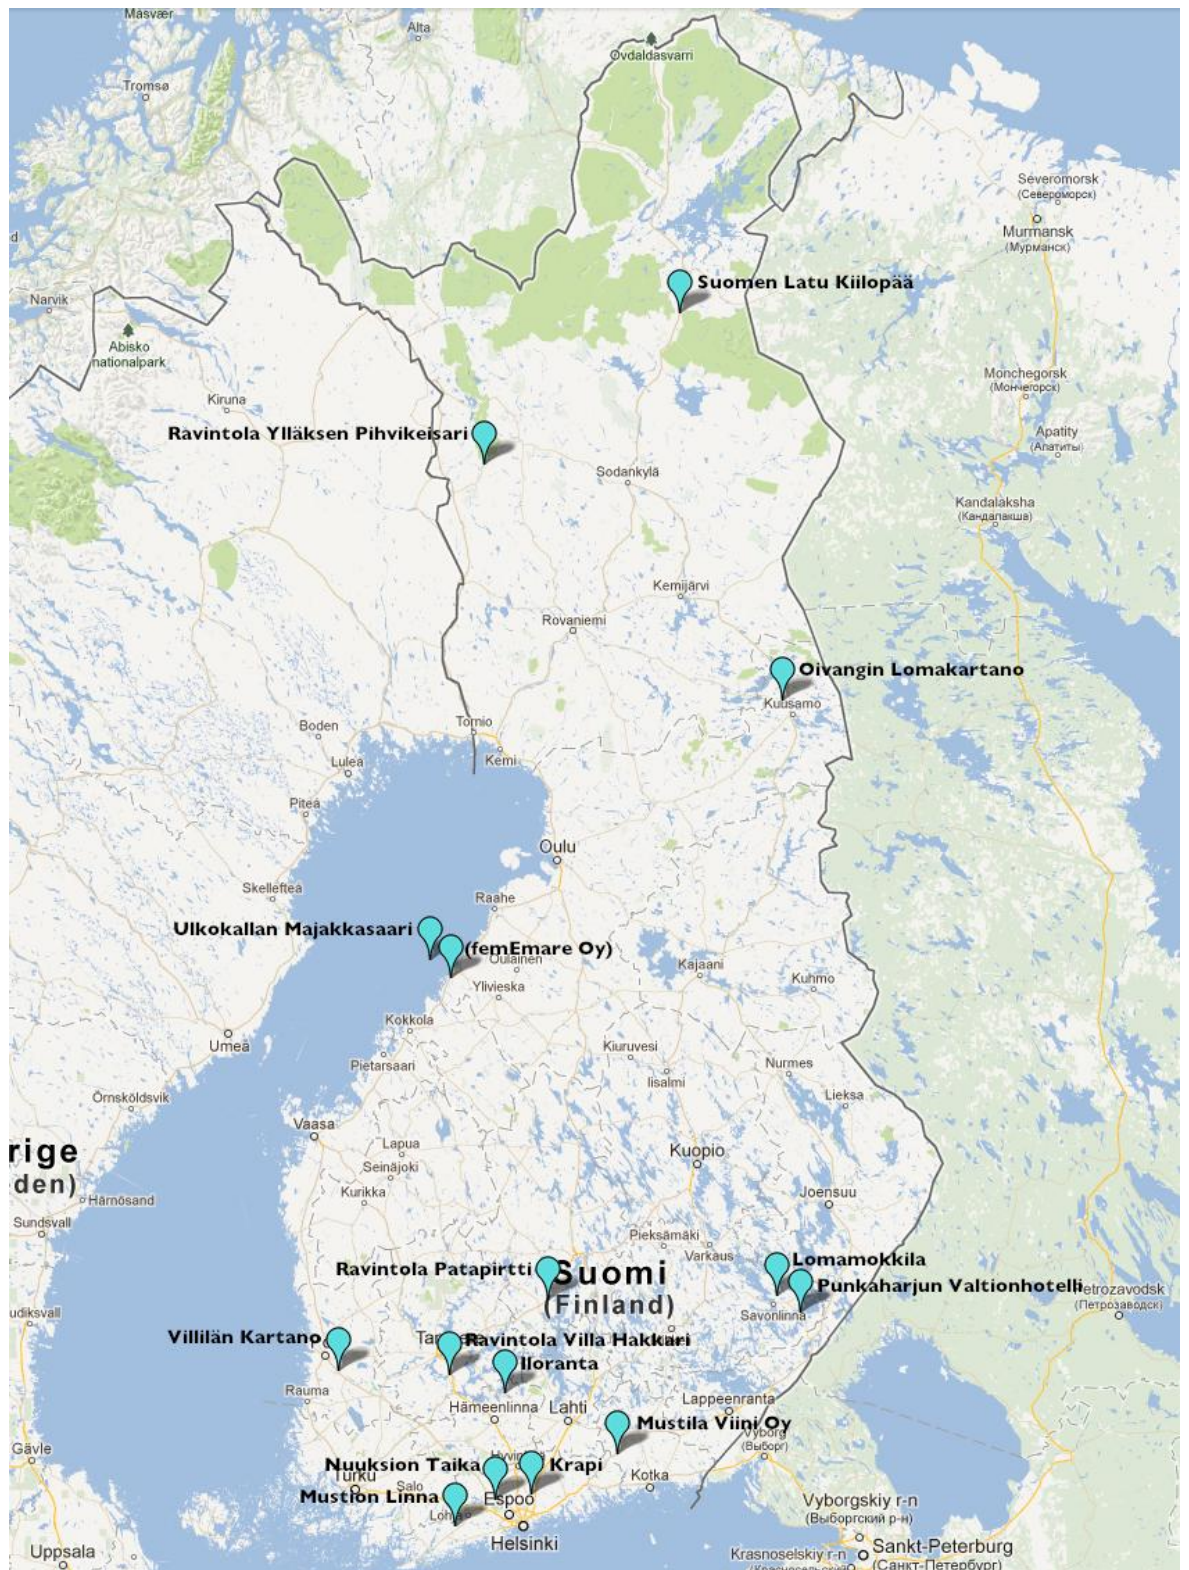 Måsvær
Alta
Øvdaldasvarri
Tromsø
Severomorsk
(Североморск)
Murmansk
(Мурманск)
Suomen Latu Kiilopää
Narvik
Abisko
nationalpark
Monchegorsk
(Мончегорск)
Kiruna
Ravintola Ylläksen Pihvikeisari
Apatity
(Апатиты)
Sodankylä
Kandalaksha
(Кандалакша)
Kemijärvi
Rovaniemi
Oivangin Lomakartano
Kuusamo
Tornio
Boden
Kemi
Luleå
Piteå
Oulu
Skellefteå
Raahe
Ulkokallan Majakkasaari
(femEmare Oy)
Oulainen
Kajaani
Kuhmo
Ylivieska
Kokkola
Umeå
Kiuruvesi
Pietarsaari
Nurmes
Iisalmi
Örnsköldsvik
Lieksa
Vaasa
rige
Lapua
Kuopio
Seinäjoki
den)
Kurikka
Joensuu
Härnösand
Sundsvall
Pieksämäki
Varkaus
Lomamokkila
Ravintola Patapirtti
Suomi
Punkaharjun Valtionhotelli
(Finland)
Petrozavodsk
(Петрозаводск)
udiksvall
Savonlinna
Villilän Kartano
Ravintola Villa Hakkari
Iloranta
Rauma
Lappeenranta
Hämeenlinna
Lahti
Mustila Viini Oy
Vyborg
(Выборг)
Gävle
Nuuksion Taika
Krapi
Turku
Salo
Kotka
Mustion Linna
Espoo
Vyborgskiy r-n
(Выборгский р-н)
Helsinki
Uppsala
Sankt-Peterburg
(Санкт-Петербург)
Krasnoselskiy r-n